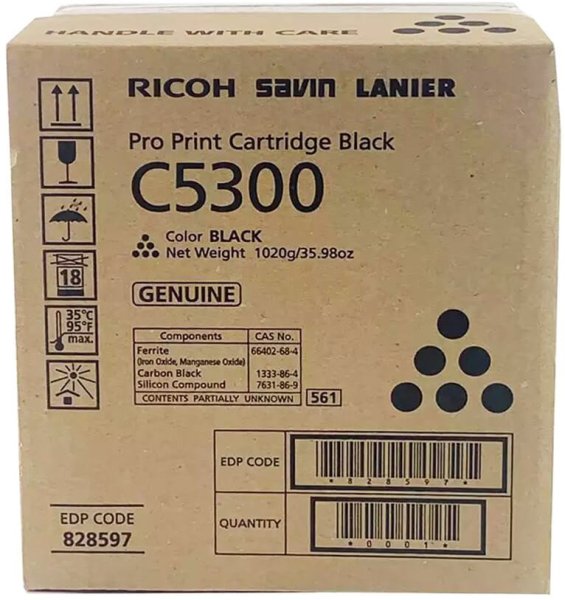 HANDLE WITH CARE
RICOH savin LANIER
Pro Print Cartridge Black
C5300
Color BLACK
Net Weight 1020g/35.98oz
18
GENUINE
35°C
95°F
max.
Components CAS No.
Ferrite 66402-68-4
(Iron Oxide, Manganese Oxide)
Carbon Black 1333-86-4
Silicon Compound 7631-86-9
CONTENTS PARTIALLY UNKNOWN 561
EDP CODE
*828597*
QUANTITY
*0001*
EDP CODE
828597